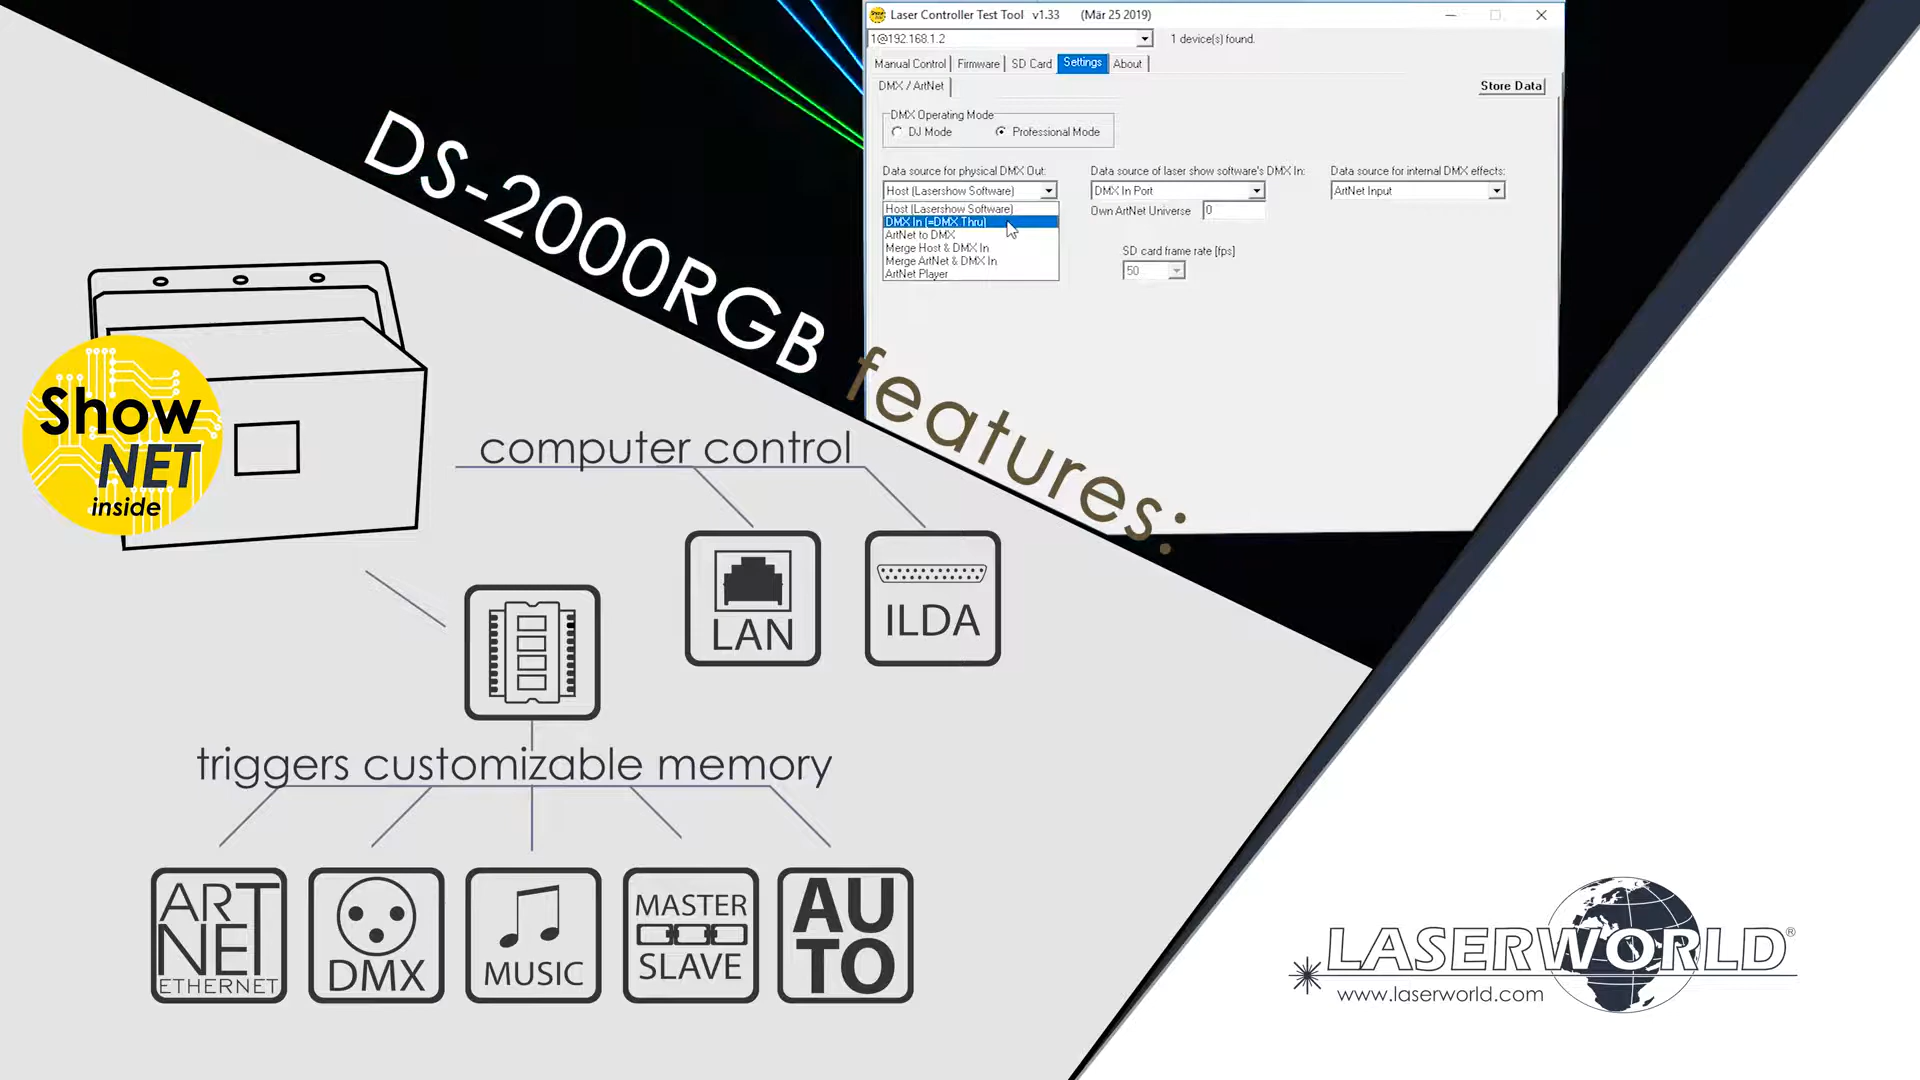 Laser Controller Test Tool v1.33 (Mär 25 2019)
1@192.168.1.2
1 device(s) found.
Manual Control Firmware SD Card Settings About
DMX / ArtNet
Store Data
DMX Operating Mode
DJ Mode Professional Mode
Data source for physical DMX Out: Data source of laser show software's DMX In: Data source for internal DMX effects:
Host (Lasershow Software) DMX In Port ArtNet Input
Host (Lasershow Software)
DMX In (=DMX Thru)
ArtNet to DMX
Merge Host & DMX In
Merge ArtNet & DMX In
ArtNet Player
Own ArtNet Universe 0
SD card frame rate [fps]
50
DS-2000RGB features:
Show
NET
inside
computer control
LAN
ILDA
triggers customizable memory
ART
NET
ETHERNET
DMX
MUSIC
MASTER
SLAVE
AU
TO
LASERWORLD®
www.laserworld.com